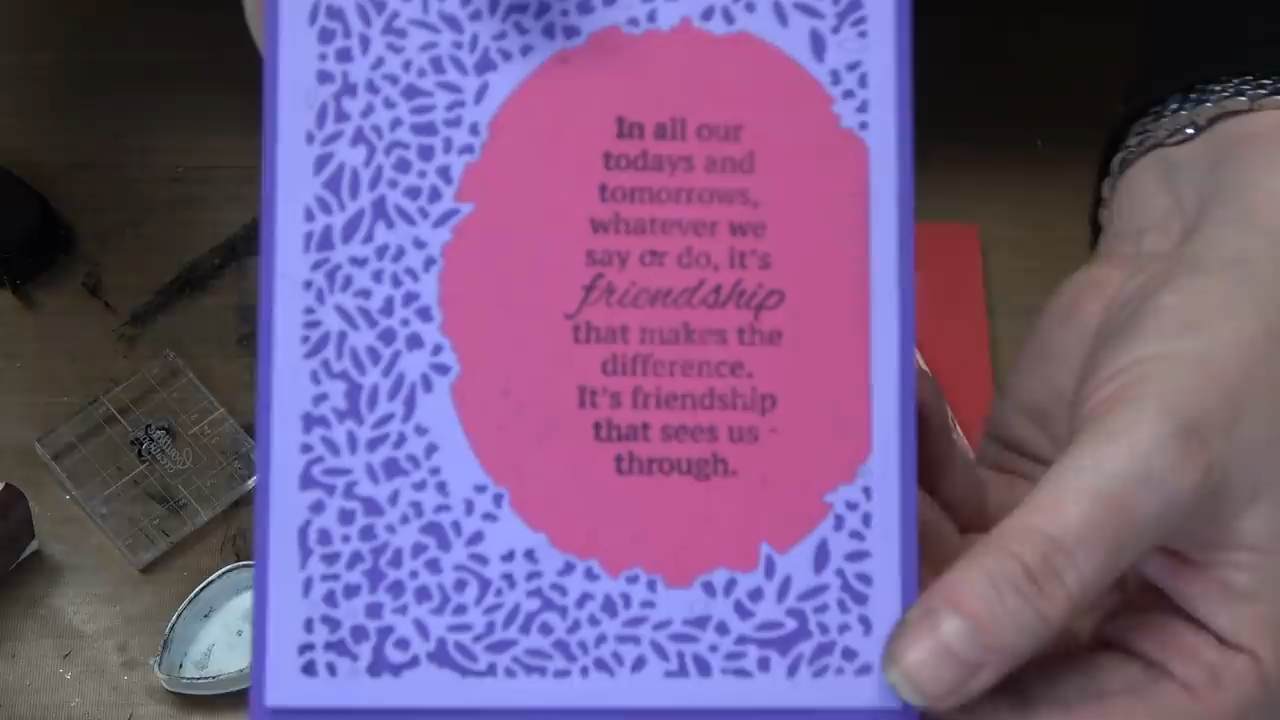 In all our
todays and
tomorrows,
whatever we
say or do, it's
friendship
that makes the
difference.
It's friendship
that sees us
through.